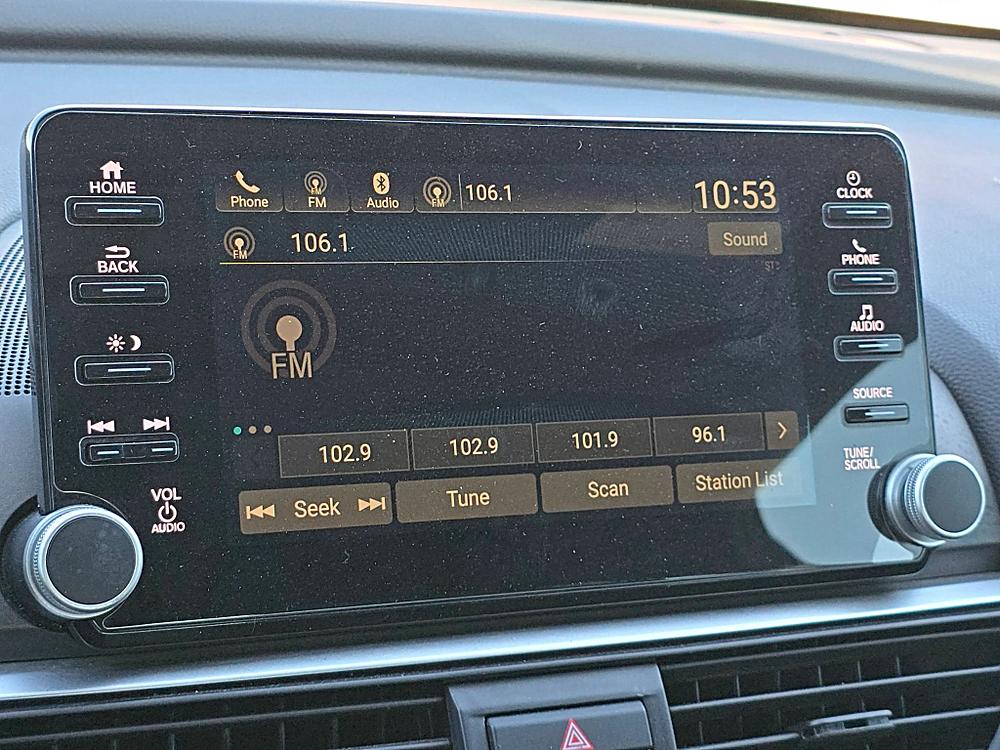 HOME
BACK
VOL
AUDIO
Phone
FM
Audio
FM
106.1
10:53
FM
106.1
Sound
ST
FM
102.9
102.9
101.9
96.1
Seek
Tune
Scan
Station List
CLOCK
PHONE
AUDIO
SOURCE
TUNE/
SCROLL